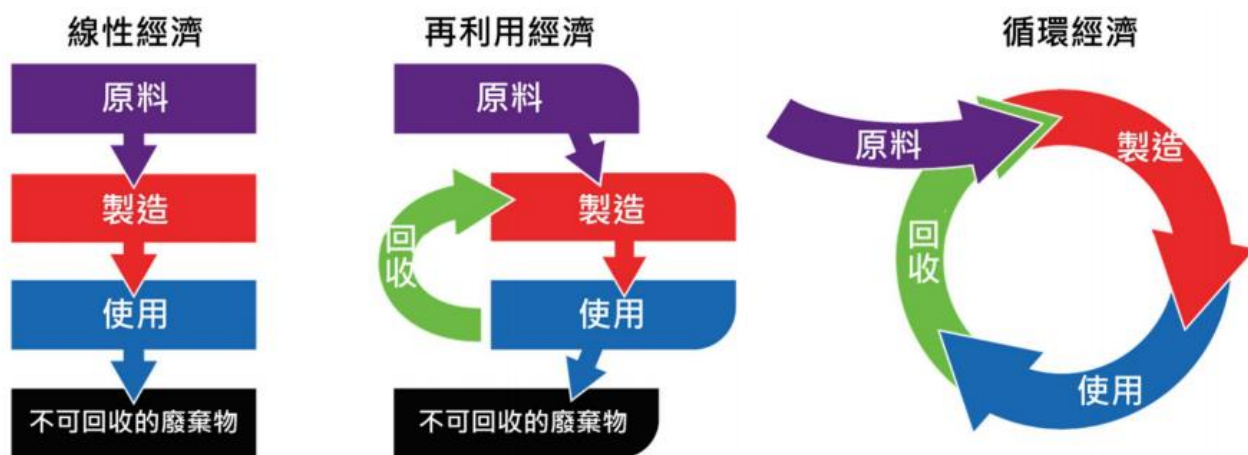 線性經濟
原料
製造
使用
不可回收的廢棄物
再利用經濟
原料
製造
回收
使用
不可回收的廢棄物
循環經濟
原料
製造
回收
使用